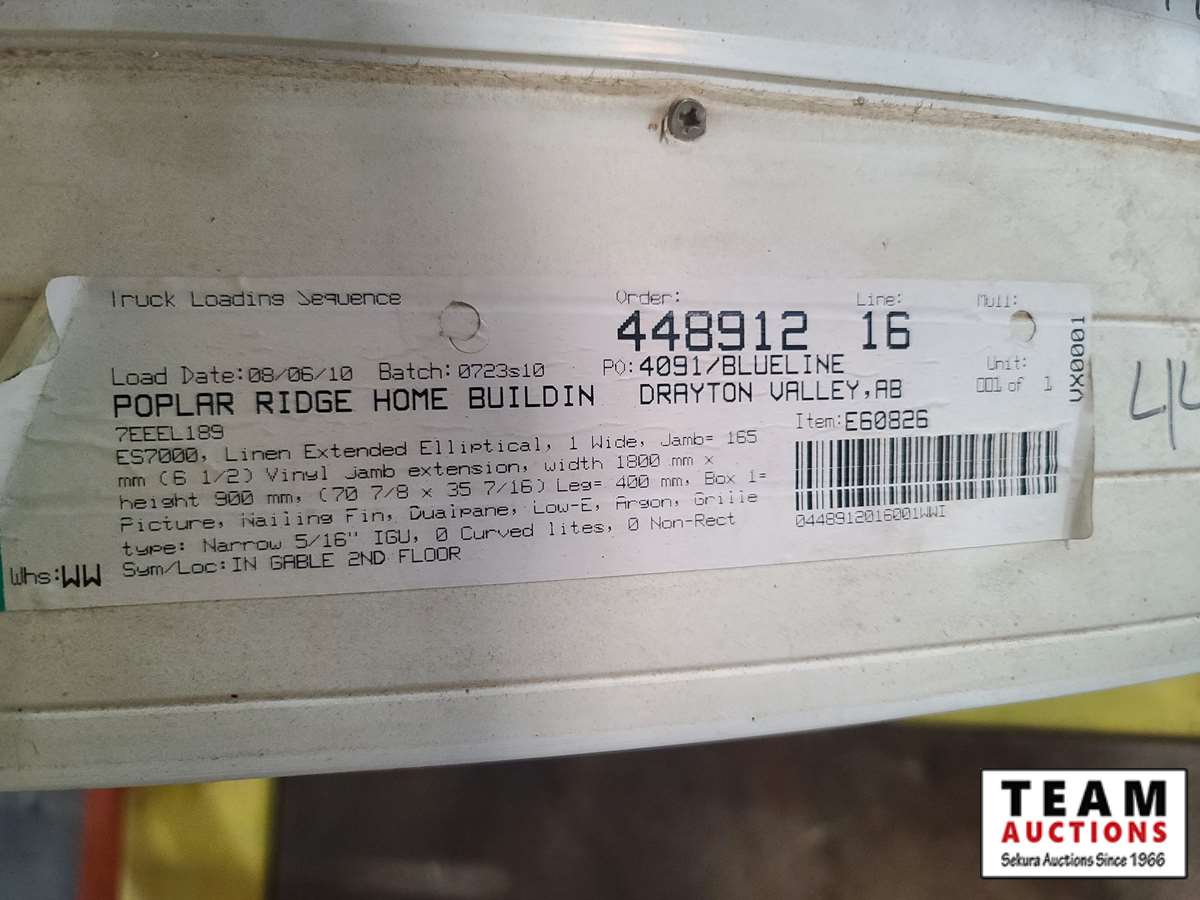 Truck Loading Sequence
Order: Line: Mull:
448912 16
Load Date:08/06/10 Batch:0723s10 PO:4091/BLUELINE Unit:
001 of 1
VX0001
POPLAR RIDGE HOME BUILDIN DRAYTON VALLEY,AB
7EEEL189 Item:E60826
ES7000, Linen Extended Elliptical, 1 Wide, Jamb= 165
mm (6 1/2) Vinyl jamb extension, width 1800 mm x
height 900 mm, (70 7/8 x 35 7/16) Leg= 400 mm, Box 1=
Picture, Nailing Fin, Dualpane, Low-E, Argon, Grille
type: Narrow 5/16" IGU, 0 Curved lites, 0 Non-Rect
0448912016001WWI
Sym/Loc:IN GABLE 2ND FLOOR
Whs:WW
TEAM
AUCTIONS
Sekura Auctions Since 1966